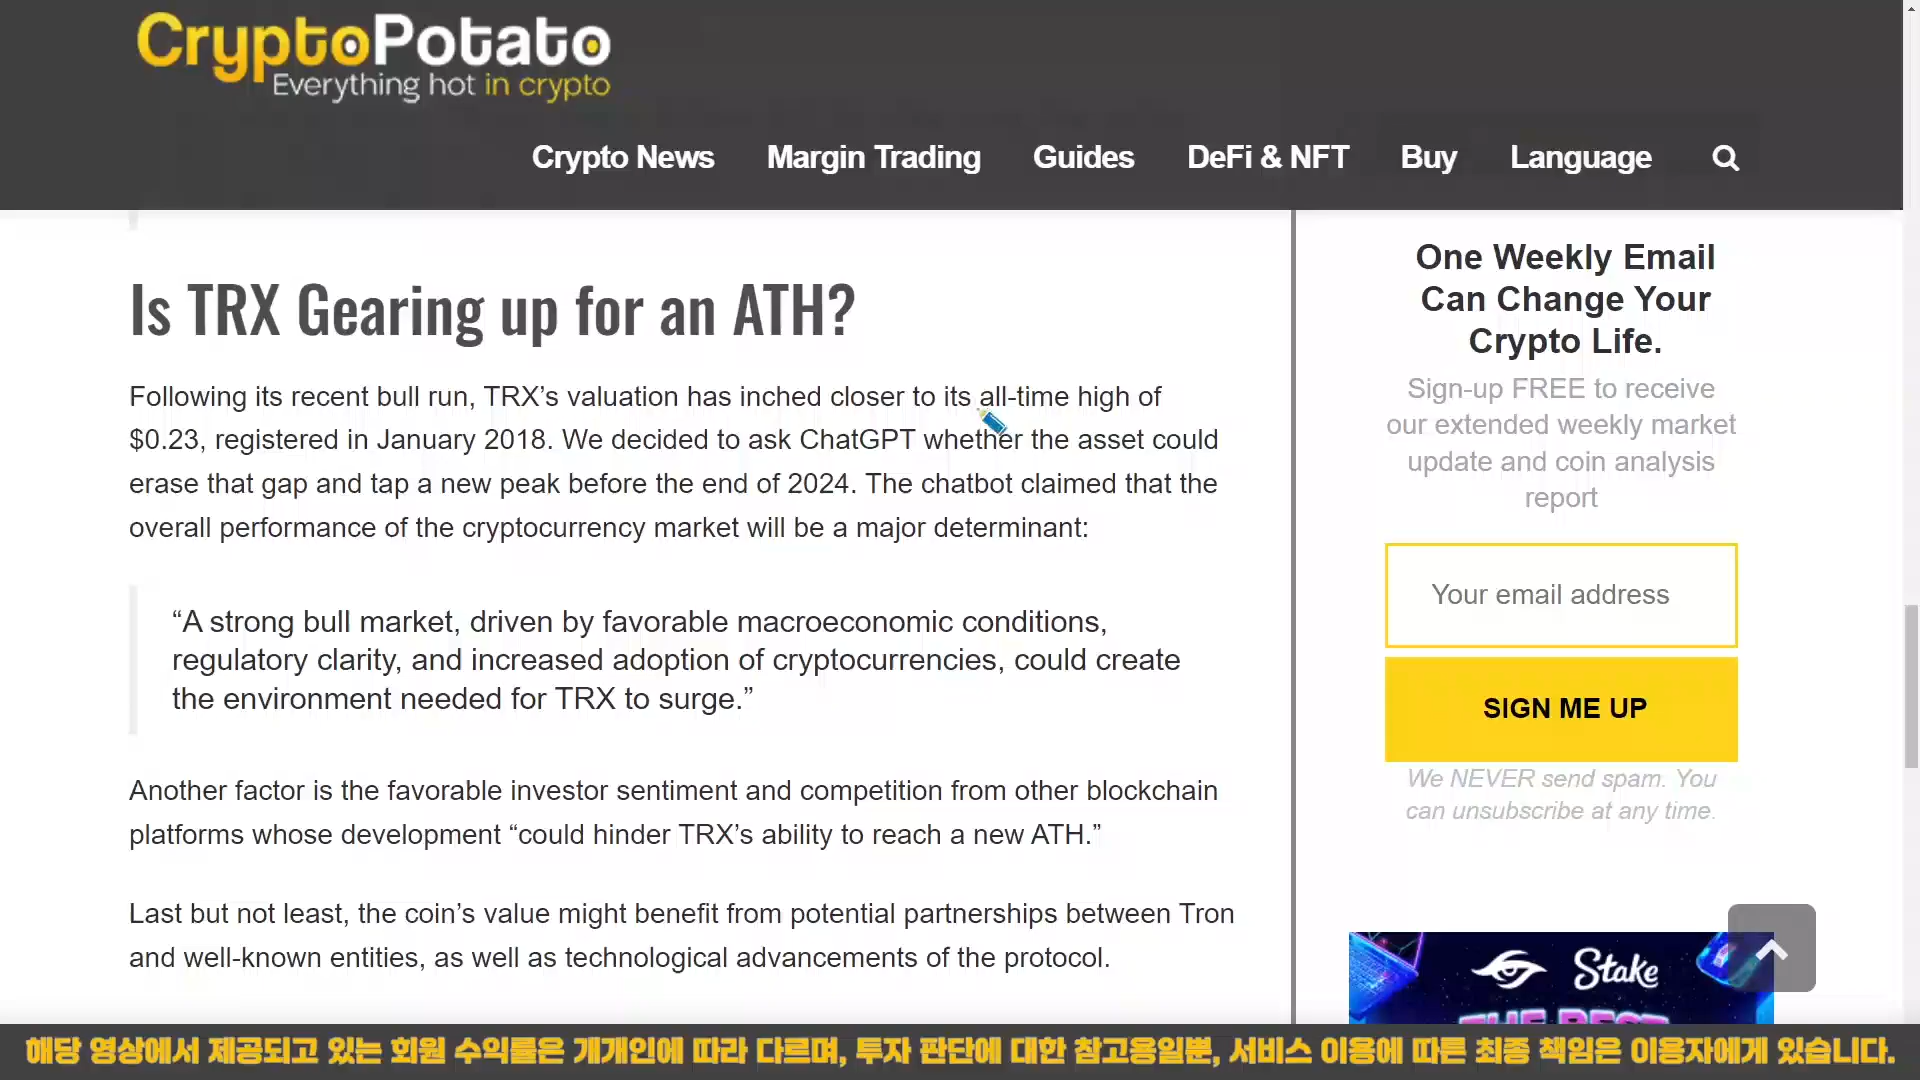 CryptoPotato
Everything hot in crypto
Crypto News Margin Trading Guides DeFi & NFT Buy Language
Is TRX Gearing up for an ATH?
Following its recent bull run, TRX’s valuation has inched closer to its all-time high of
$0.23, registered in January 2018. We decided to ask ChatGPT whether the asset could
erase that gap and tap a new peak before the end of 2024. The chatbot claimed that the
overall performance of the cryptocurrency market will be a major determinant:
“A strong bull market, driven by favorable macroeconomic conditions,
regulatory clarity, and increased adoption of cryptocurrencies, could create
the environment needed for TRX to surge.”
Another factor is the favorable investor sentiment and competition from other blockchain
platforms whose development “could hinder TRX’s ability to reach a new ATH.”
Last but not least, the coin’s value might benefit from potential partnerships between Tron
and well-known entities, as well as technological advancements of the protocol.
One Weekly Email
Can Change Your
Crypto Life.
Sign-up FREE to receive
our extended weekly market
update and coin analysis
report
Your email address
SIGN ME UP
We NEVER send spam. You
can unsubscribe at any time.
Stake
THE BEST
해당 영상에서 제공되고 있는 회원 수익률은 개개인에 따라 다르며, 투자 판단에 대한 참고용일뿐, 서비스 이용에 따른 최종 책임은 이용자에게 있습니다.